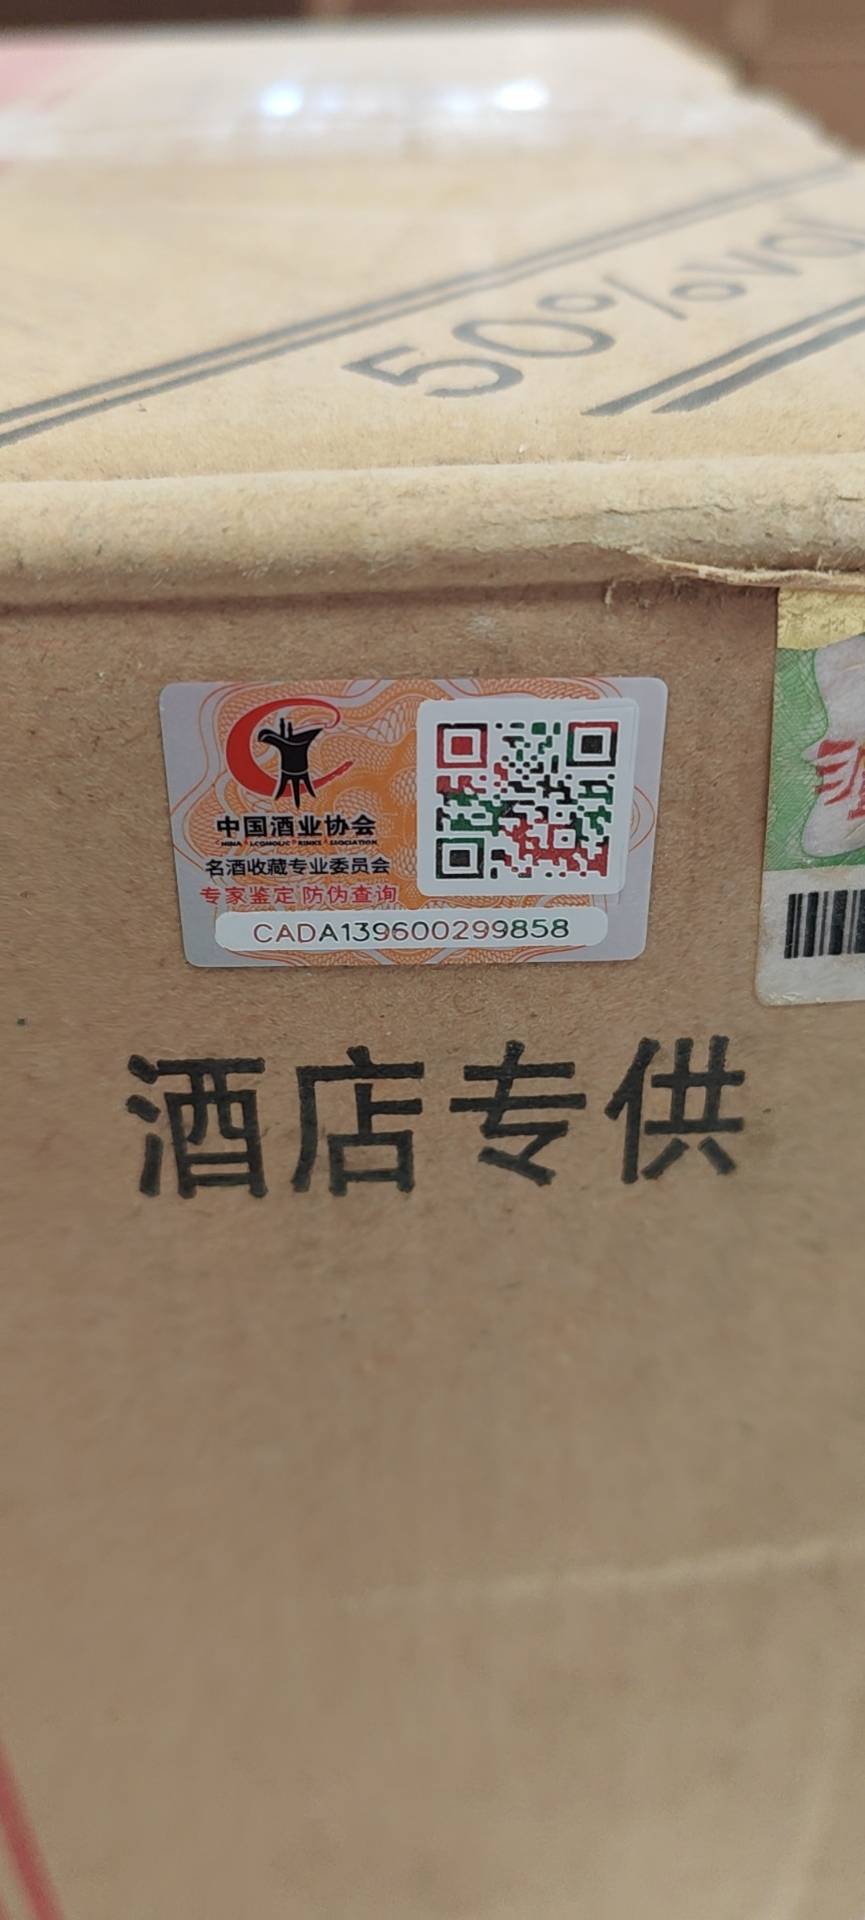 50%vol
中国酒业协会
名酒收藏专业委员会
专家鉴定 防伪查询
CADA139600299858
酒店专供